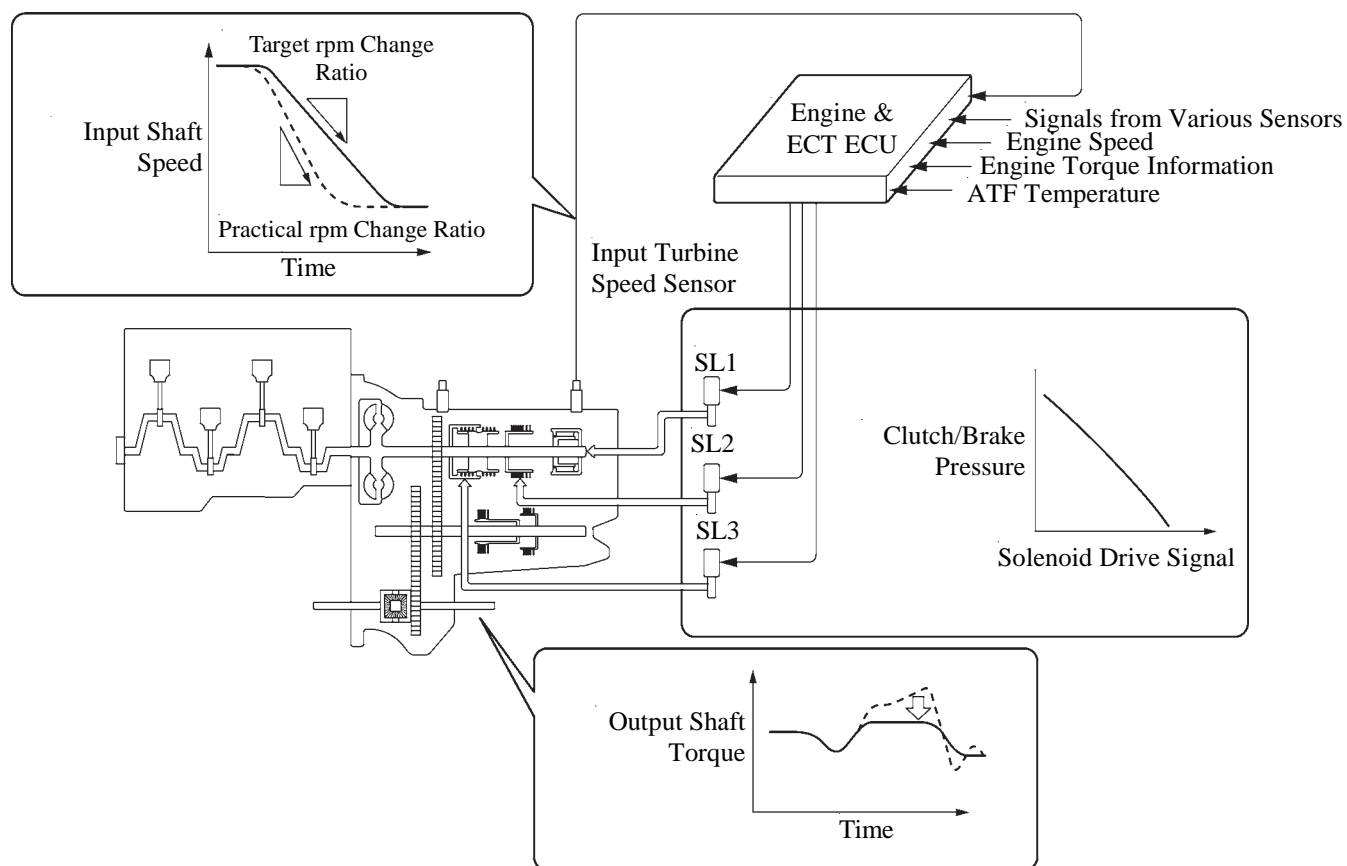 Target rpm Change
Ratio
Input Shaft
Speed
Practical rpm Change Ratio
Time
Engine &
ECT ECU
Signals from Various Sensors
Engine Speed
Engine Torque Information
ATF Temperature
Input Turbine
Speed Sensor
SL1
SL2
SL3
Clutch/Brake
Pressure
Solenoid Drive Signal
Output Shaft
Torque
Time